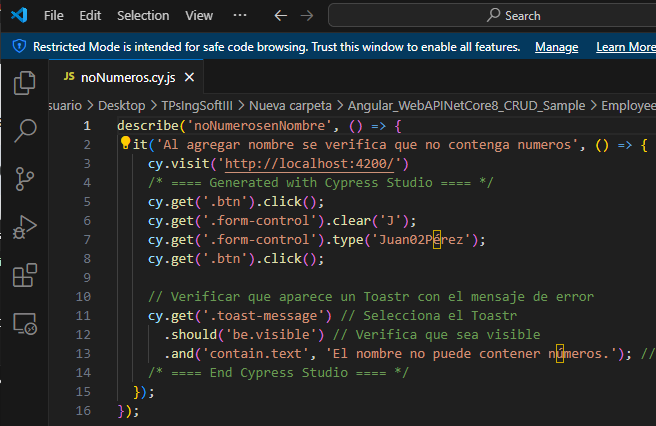 File Edit Selection View ··· Search
Restricted Mode is intended for safe code browsing. Trust this window to enable all features. Manage Learn More
JS noNumeros.cy.js ×
suario > Desktop > TPsIngSoftIII > Nueva carpeta > Angular_WebAPINetCore8_CRUD_Sample > Employee
1 describe('noNumerosenNombre', () => {
2 it('Al agregar nombre se verifica que no contenga numeros', () => {
3 cy.visit('http://localhost:4200/')
4 /* ==== Generated with Cypress Studio ==== */
5 cy.get('.btn').click();
6 cy.get('.form-control').clear('J');
7 cy.get('.form-control').type('Juan02Pérez');
8 cy.get('.btn').click();
9
10 // Verificar que aparece un Toastr con el mensaje de error
11 cy.get('.toast-message') // Selecciona el Toastr
12 .should('be.visible') // Verifica que sea visible
13 .and('contain.text', 'El nombre no puede contener números.'); //
14 /* ==== End Cypress Studio ==== */
15 });
16 });